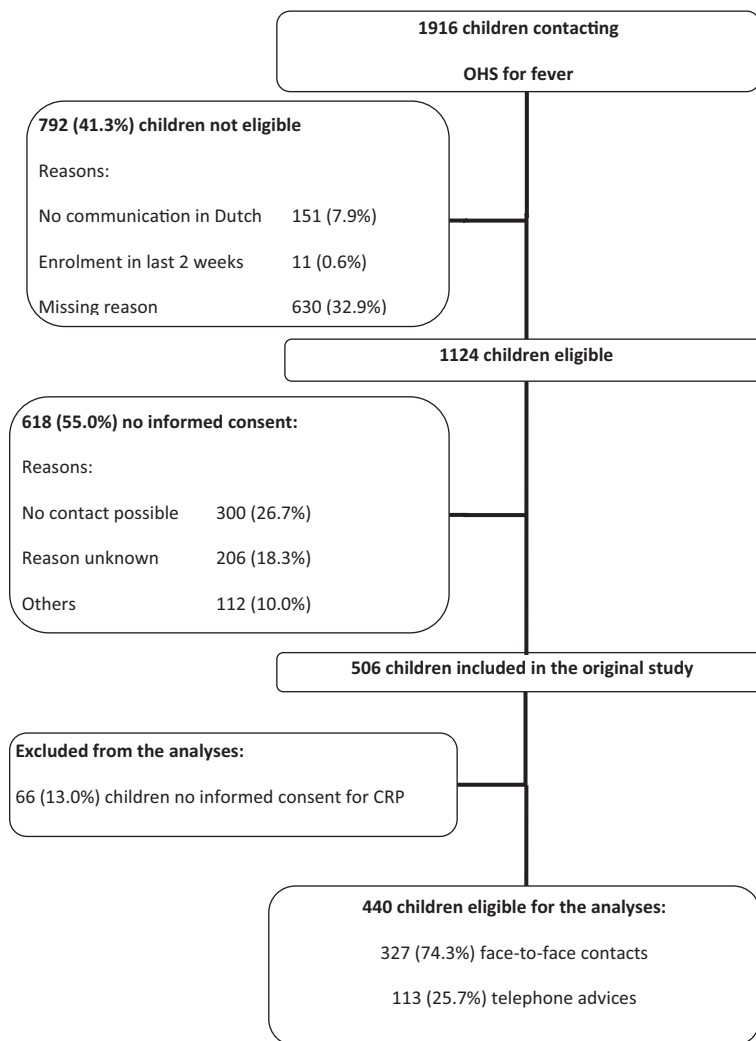 1916 children contacting
OHS for fever
792 (41.3%) children not eligible
Reasons:
No communication in Dutch 151 (7.9%)
Enrolment in last 2 weeks 11 (0.6%)
Missing reason 630 (32.9%)
1124 children eligible
618 (55.0%) no informed consent:
Reasons:
No contact possible 300 (26.7%)
Reason unknown 206 (18.3%)
Others 112 (10.0%)
506 children included in the original study
Excluded from the analyses:
66 (13.0%) children no informed consent for CRP
440 children eligible for the analyses:
327 (74.3%) face-to-face contacts
113 (25.7%) telephone advices